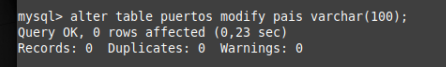 mysql> alter table puertos modify pais varchar(100);
Query OK, 0 rows affected (0,23 sec)
Records: 0  Duplicates: 0  Warnings: 0